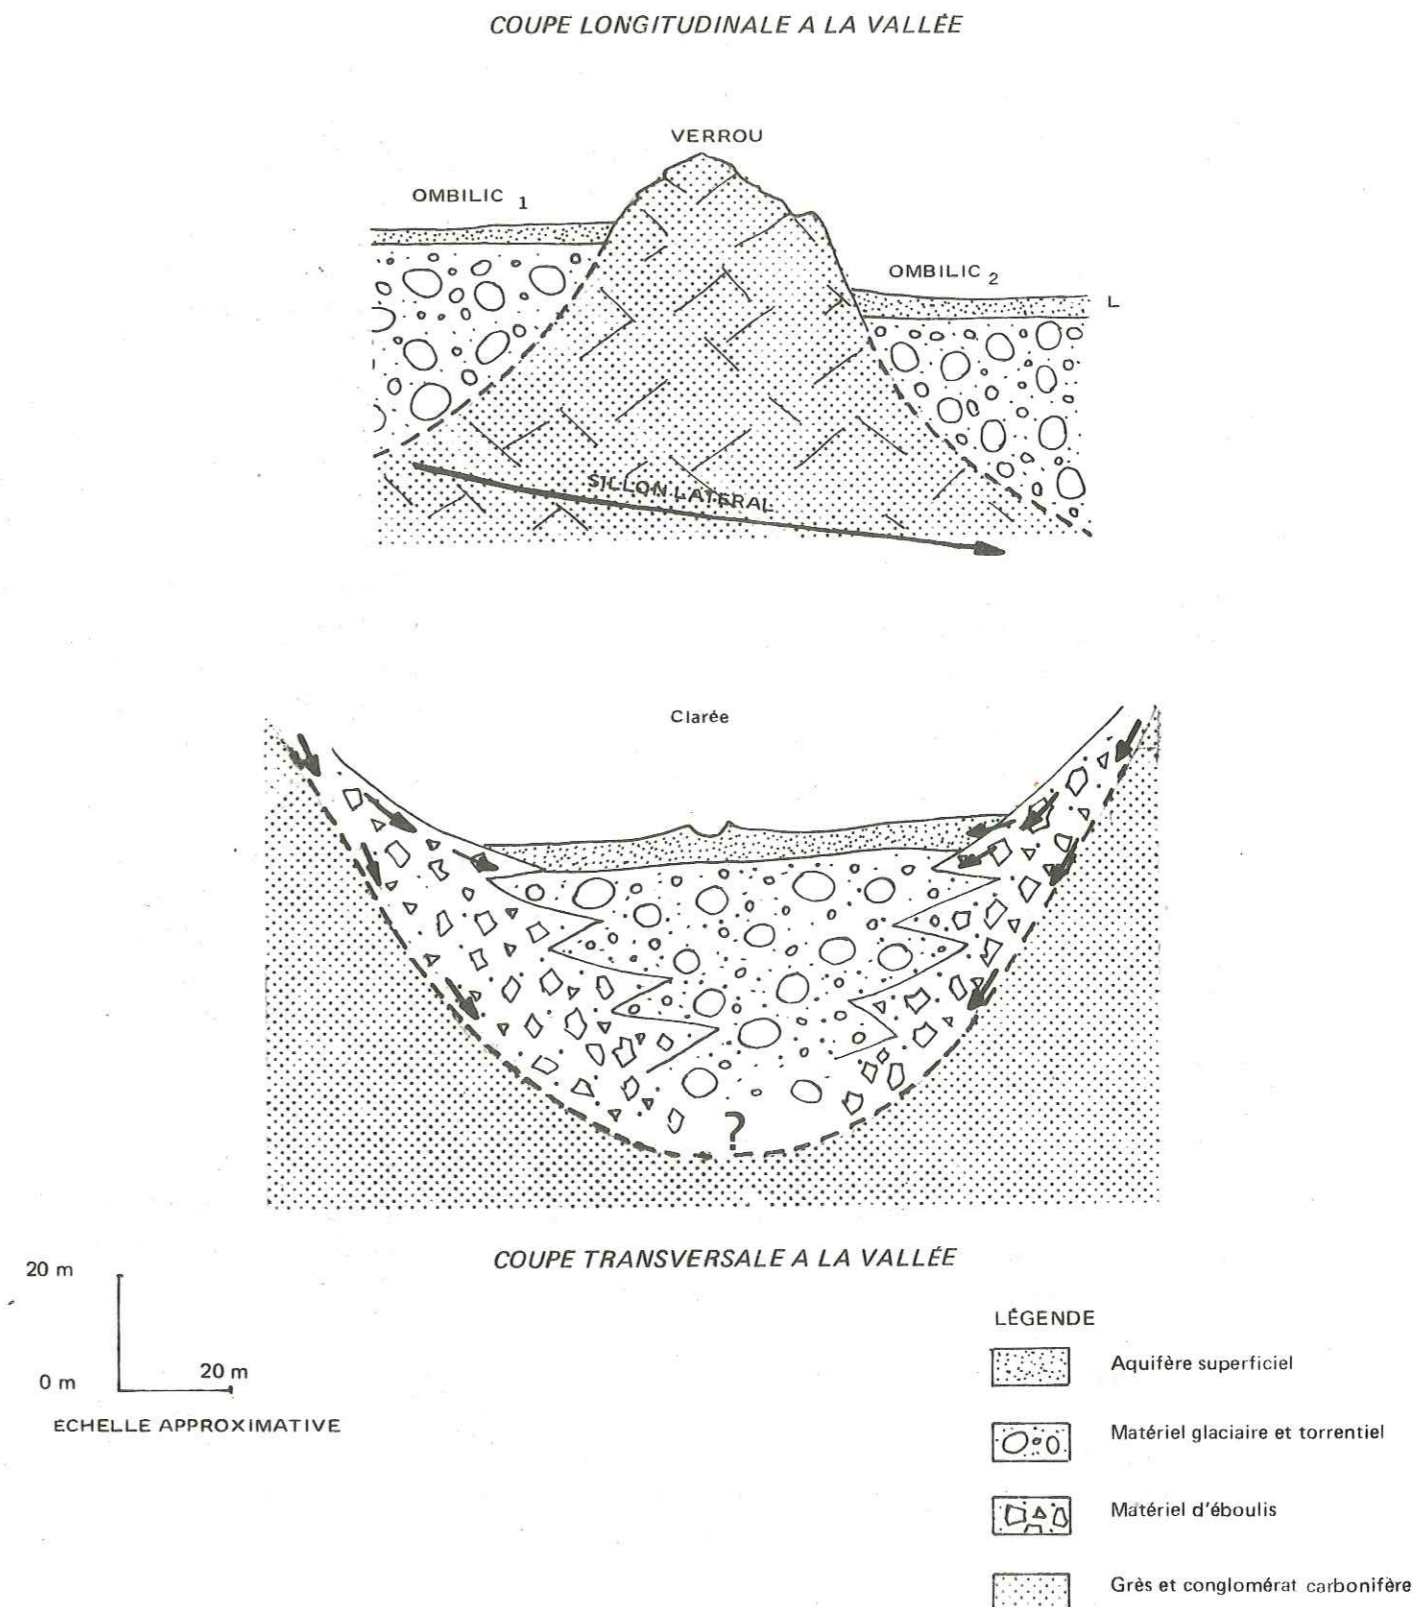 COUPE LONGITUDINALE A LA VALLÉE
VERROU
OMBILIC 1
OMBILIC 2
L
SILLON LATERAL
Clarée
?
COUPE TRANSVERSALE A LA VALLÉE
20 m
0 m
20 m
ECHELLE APPROXIMATIVE
LÉGENDE
Aquifère superficiel
Matériel glaciaire et torrentiel
Matériel d'éboulis
Grès et conglomérat carbonifère